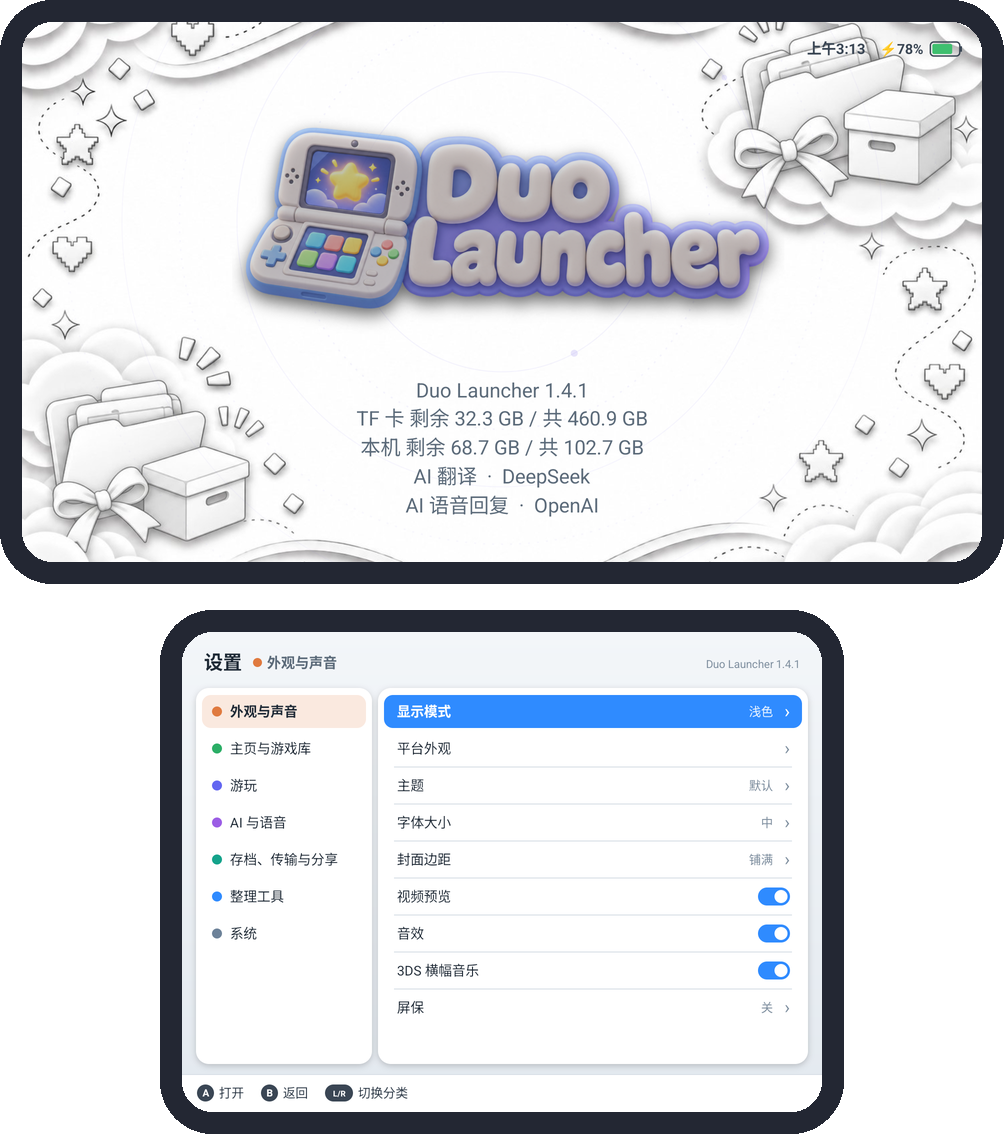 上午3:13 ⚡78%
Duo
Launcher
Duo Launcher 1.4.1
TF 卡 剩余 32.3 GB / 共 460.9 GB
本机 剩余 68.7 GB / 共 102.7 GB
AI 翻译 · DeepSeek
AI 语音回复 · OpenAI
设置 外观与声音 Duo Launcher 1.4.1
外观与声音
主页与游戏库
游玩
AI 与语音
存档、传输与分享
整理工具
系统
显示模式 浅色 ›
平台外观 ›
主题 默认 ›
字体大小 中 ›
封面边距 铺满 ›
视频预览
音效
3DS 横幅音乐
屏保 关 ›
A 打开 B 返回 L/R 切换分类